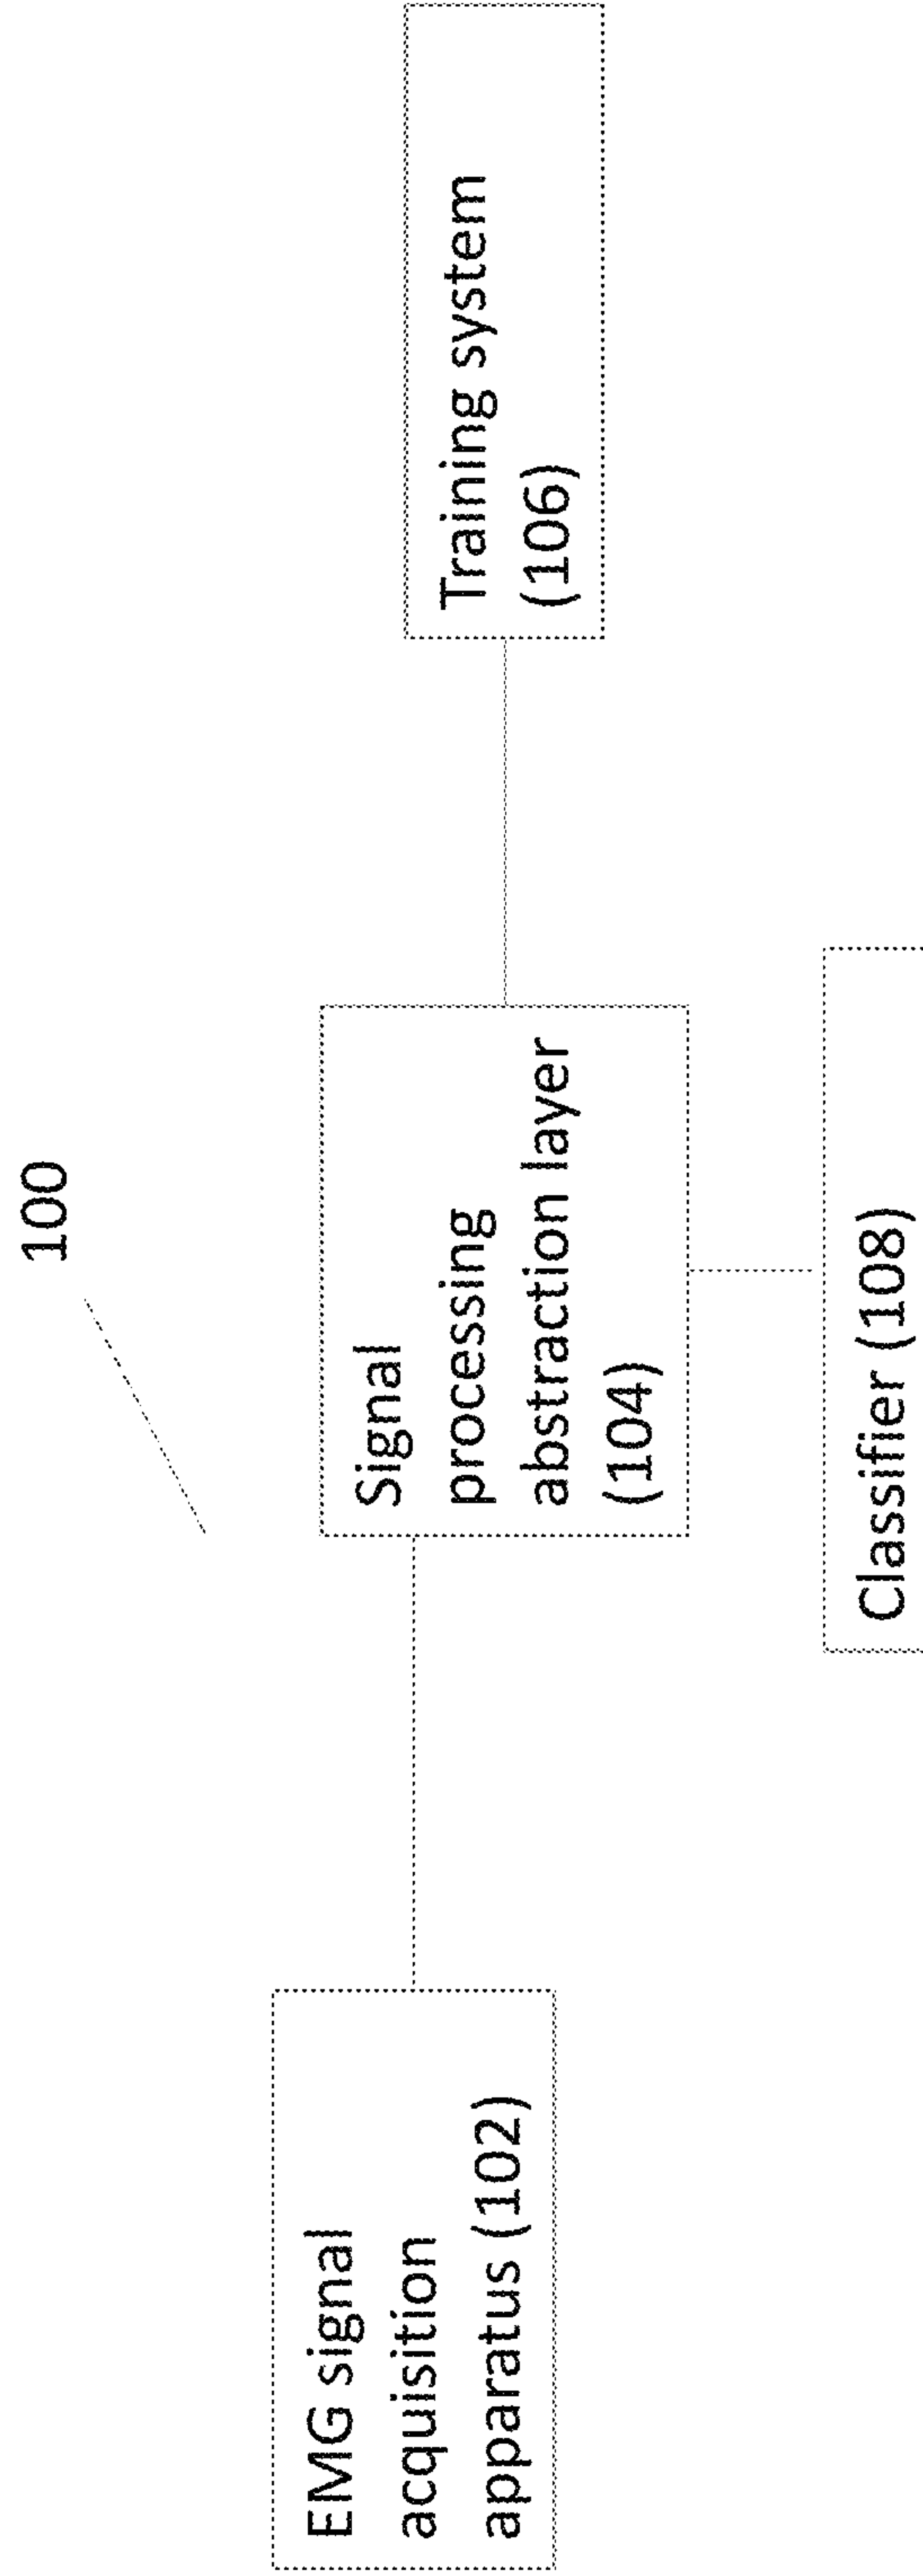 100
EMG signal
acquisition
apparatus (102)
Signal
processing
abstraction layer
(104)
Training system
(106)
Classifier (108)